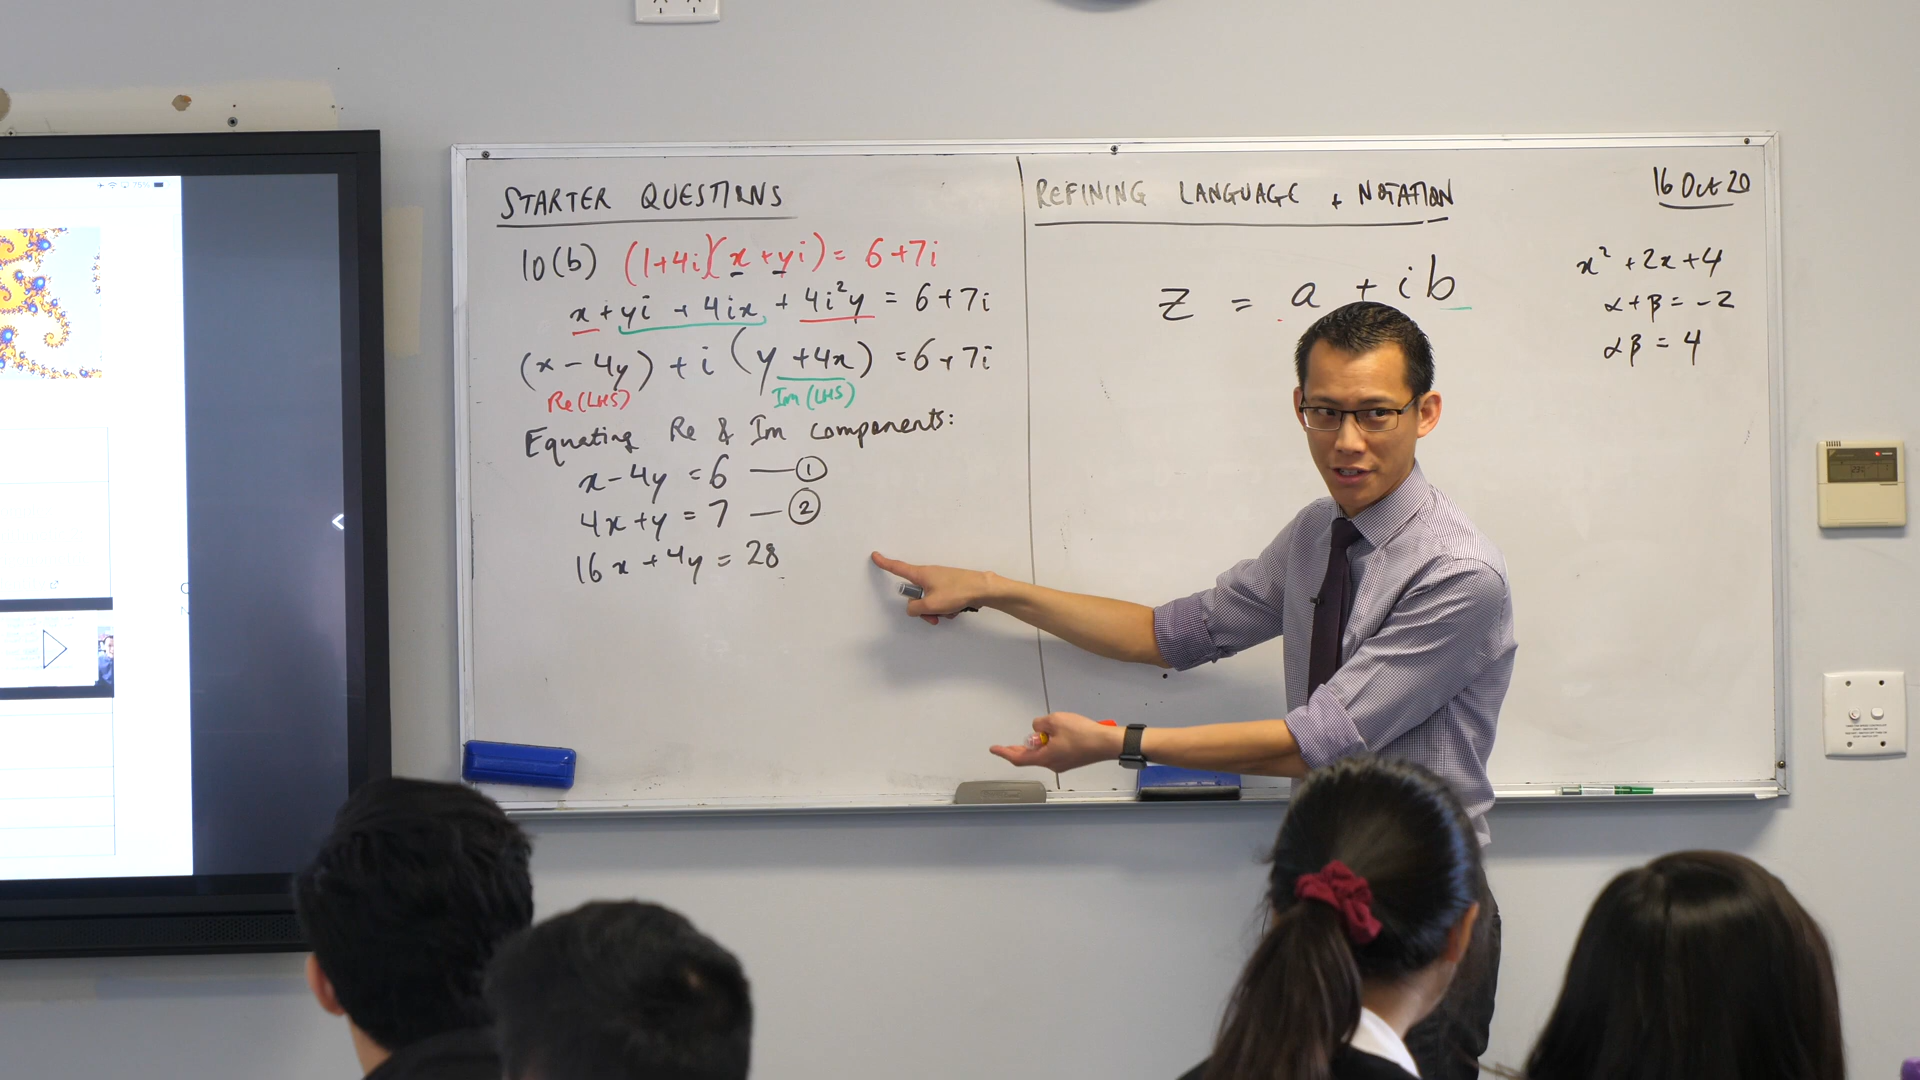 STARTER QUESTIONS
10(b) (1+4i)(x+yi) = 6+7i
x + yi + 4ix + 4i²y = 6+7i
(x-4y) + i(y+4x) = 6+7i
Re(LHS) Im(LHS)
Equating Re & Im components:
x-4y = 6 — ①
4x+y = 7 — ②
16x + 4y = 28
REFINING LANGUAGE + NOTATION
z = a + ib
16 Oct 20
x² + 2x + 4
α+β = -2
αβ = 4